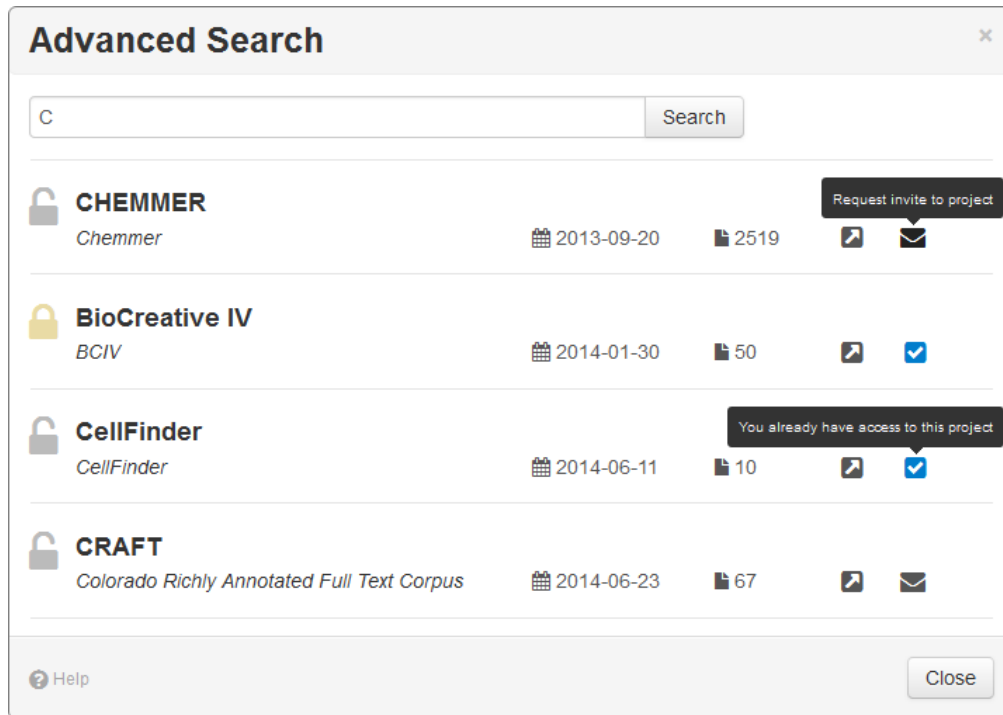 Advanced Search ×
C Search
CHEMMER Request invite to project
Chemmer 2013-09-20 2519
BioCreative IV
BCIV 2014-01-30 50
CellFinder You already have access to this project
CellFinder 2014-06-11 10
CRAFT
Colorado Richly Annotated Full Text Corpus 2014-06-23 67
? Help Close